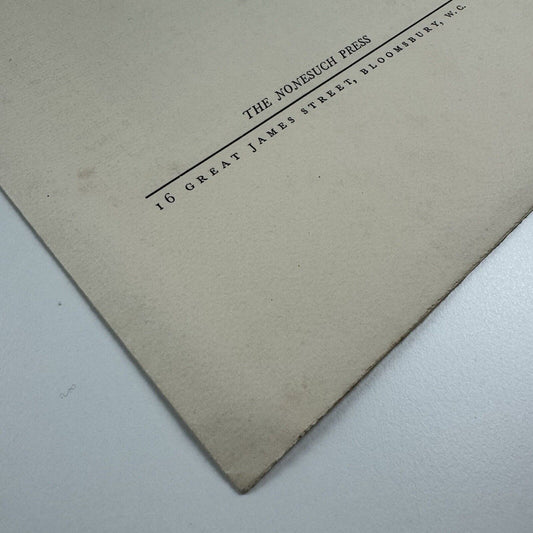 THE NONESUCH PRESS
16 GREAT JAMES STREET, BLOOMSBURY, W.C.